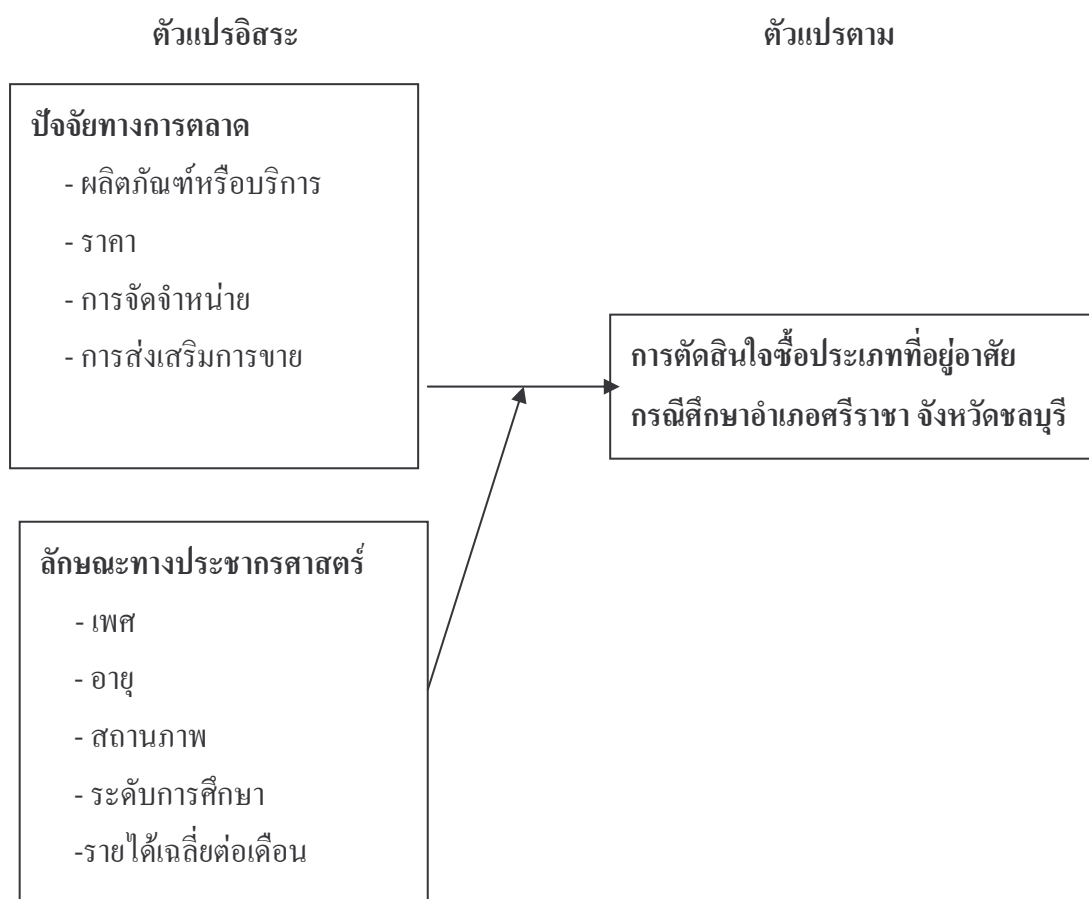 ตัวแปรอิสระ
ตัวแปรตาม
ปัจจัยทางการตลาด
- ผลิตภัณฑ์หรือบริการ
- ราคา
- การจัดจำหน่าย
- การส่งเสริมการขาย
การตัดสินใจซื้อประเภทที่อยู่อาศัย
กรณีศึกษาอำเภอศรีราชา จังหวัดชลบุรี
ลักษณะทางประชากรศาสตร์
- เพศ
- อายุ
- สถานภาพ
- ระดับการศึกษา
-รายได้เฉลี่ยต่อเดือน